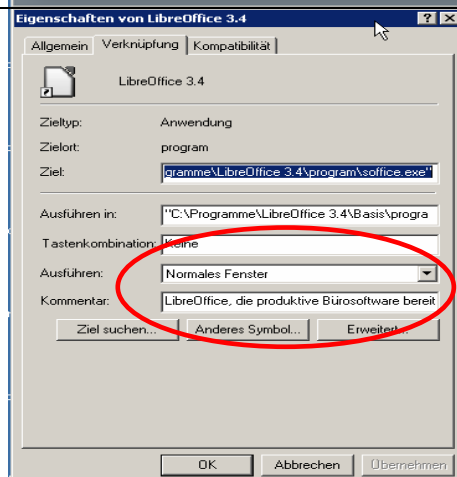 Eigenschaften von LibreOffice 3.4
Allgemein Verknüpfung Kompatibilität
LibreOffice 3.4
Zieltyp: Anwendung
Zielort: program
Ziel: gramme\LibreOffice 3.4\program\soffice.exe"
Ausführen in: "C:\Programme\LibreOffice 3.4\Basis\progra
Tastenkombination: Keine
Ausführen: Normales Fenster
Kommentar: LibreOffice, die produktive Bürosoftware bereit
Ziel suchen... Anderes Symbol... Erweitert...
OK Abbrechen Übernehmen